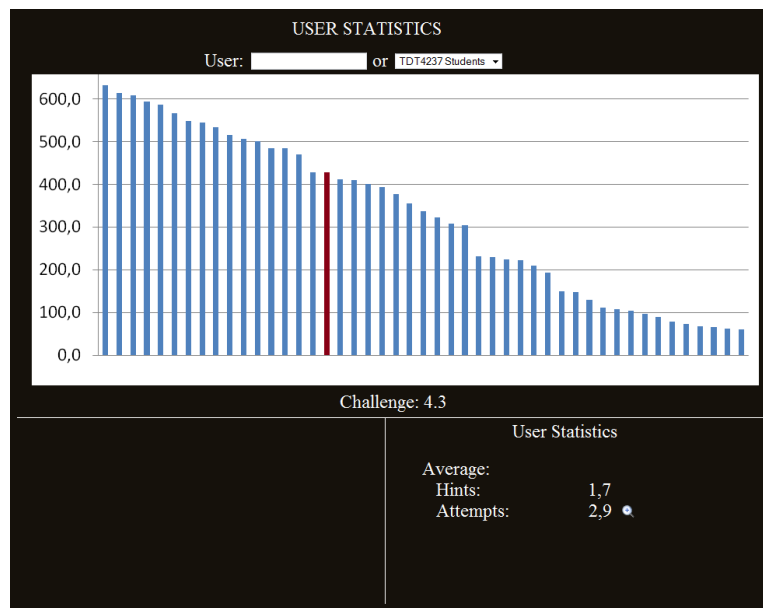 USER STATISTICS
User: or TDT4237 Students
600,0
500,0
400,0
300,0
200,0
100,0
0,0
Challenge: 4.3
User Statistics
Average:
Hints: 1,7
Attempts: 2,9